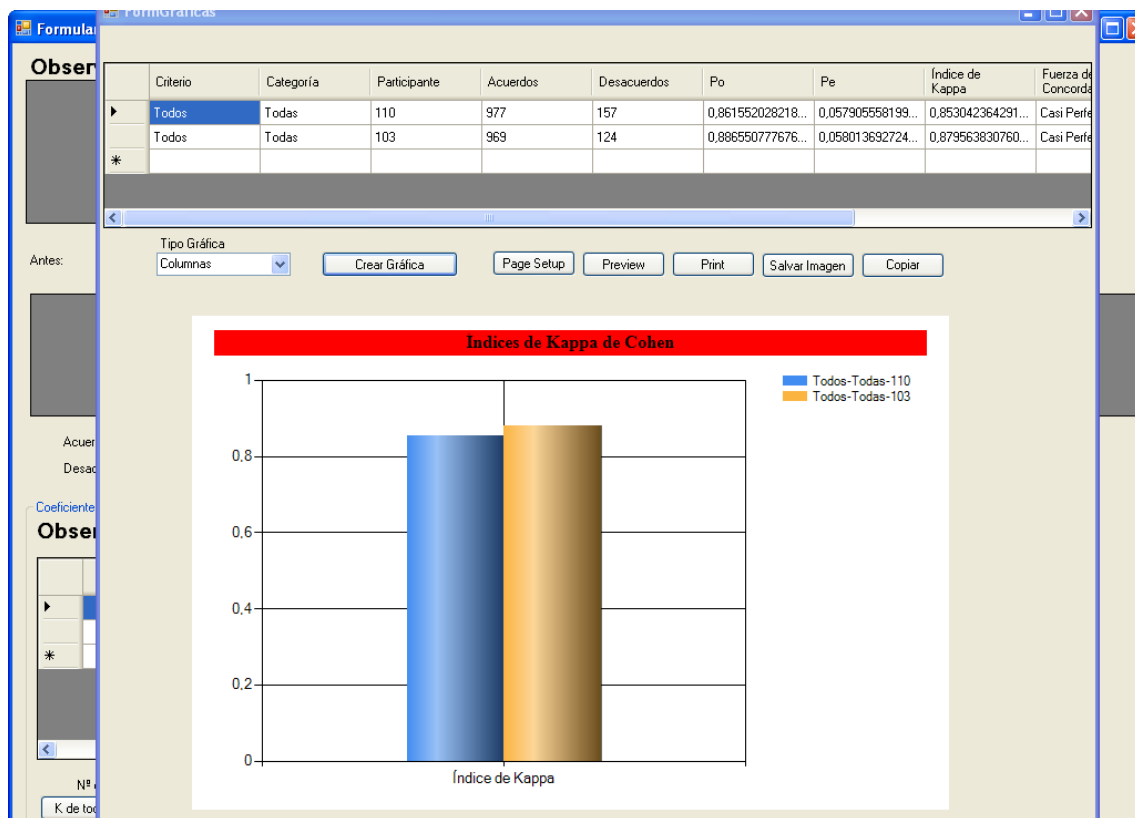 FormGráficas
Formular
Obser
Criterio Categoría Participante Acuerdos Desacuerdos Po Pe Índice de Kappa Fuerza de Concorda
Todos Todas 110 977 157 0,861552028218... 0,057905558199... 0,853042364291... Casi Perfe
Todos Todas 103 969 124 0,886550777676... 0,058013692724... 0,879563830760... Casi Perfe
Antes:
Tipo Gráfica
Columnas Crear Gráfica Page Setup Preview Print Salvar Imagen Copiar
Indices de Kappa de Cohen
Todos-Todas-110
Todos-Todas-103
1
0,8
0,6
0,4
0,2
0
Índice de Kappa
Acuer
Desac
Coeficiente
Obser
Nº
K de too